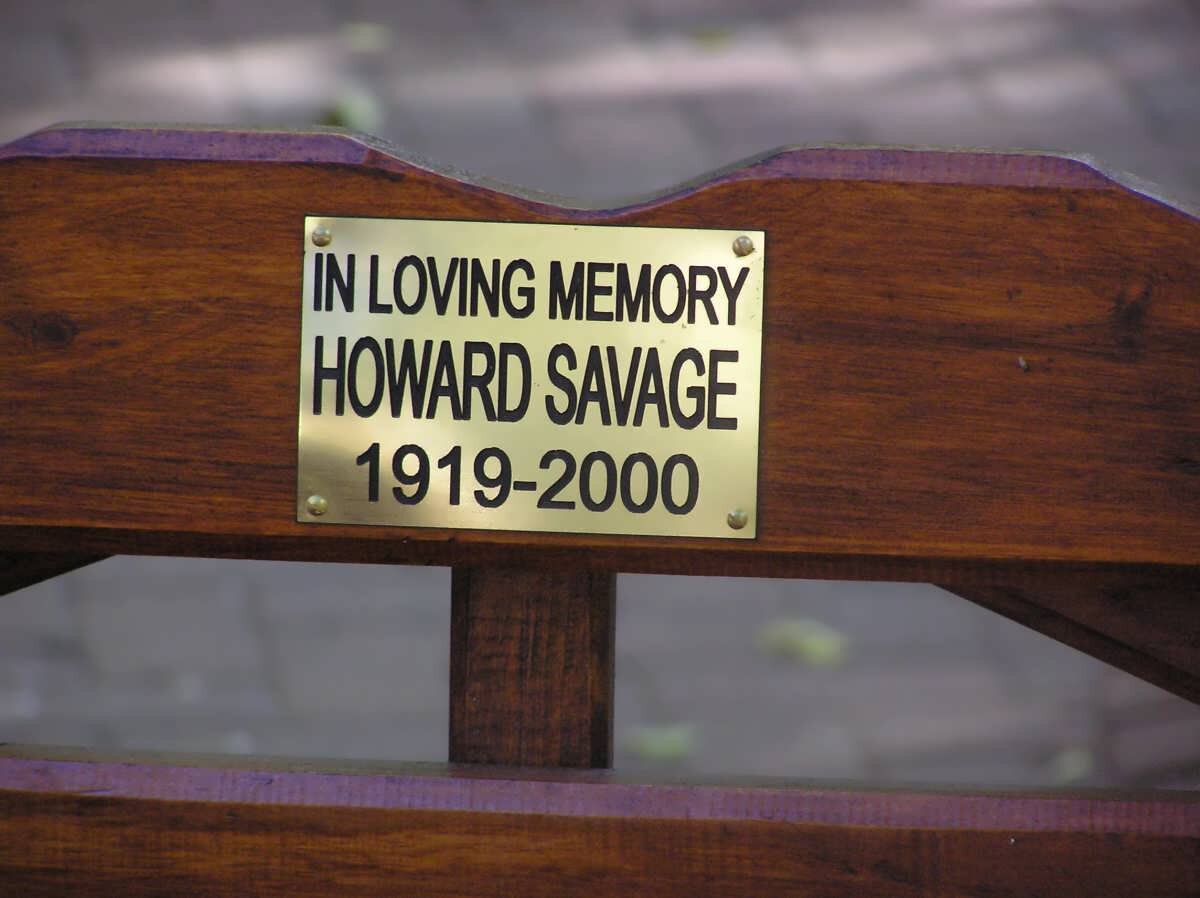 IN LOVING MEMORY
HOWARD SAVAGE
1919-2000